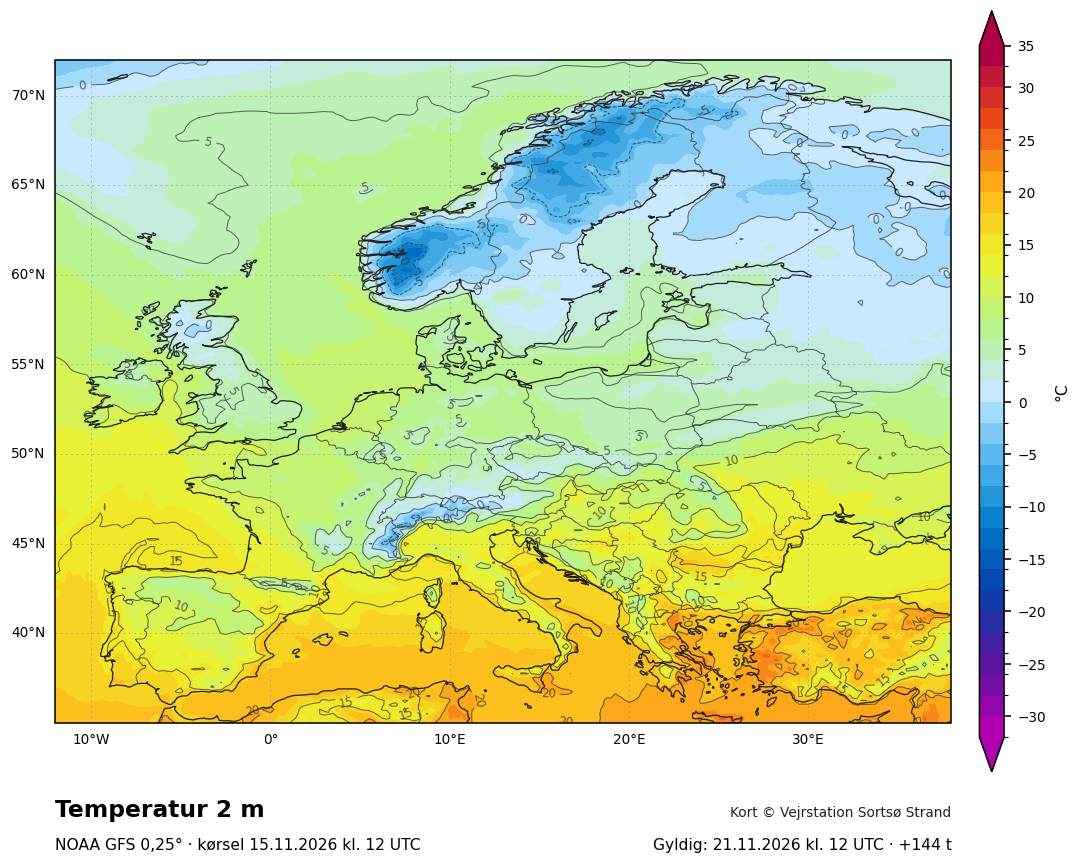 70°N
65°N
60°N
55°N
50°N
45°N
40°N
10°W 0° 10°E 20°E 30°E
35
30
25
20
15
10
5
0
−5
−10
−15
−20
−25
−30
°C
Temperatur 2 m
Kort © Vejrstation Sortsø Strand
NOAA GFS 0,25° · kørsel 15.11.2026 kl. 12 UTC
Gyldig: 21.11.2026 kl. 12 UTC · +144 t